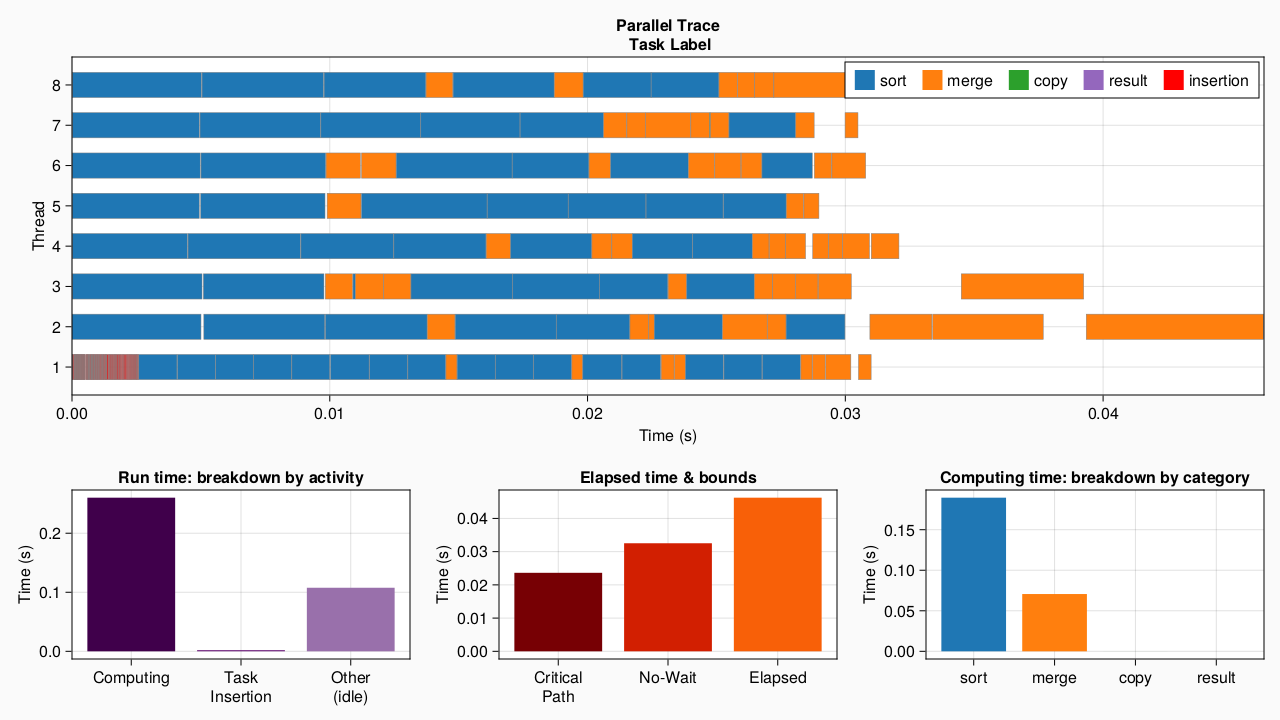 Parallel Trace
Task Label
sort merge copy result insertion
Thread
8
7
6
5
4
3
2
1
0.00 0.01 0.02 0.03 0.04
Time (s)
Run time: breakdown by activity
Time (s)
0.2
0.1
0.0
Computing Task Insertion Other (idle)
Elapsed time & bounds
Time (s)
0.04
0.03
0.02
0.01
0.00
Critical Path No-Wait Elapsed
Computing time: breakdown by category
Time (s)
0.15
0.10
0.05
0.00
sort merge copy result